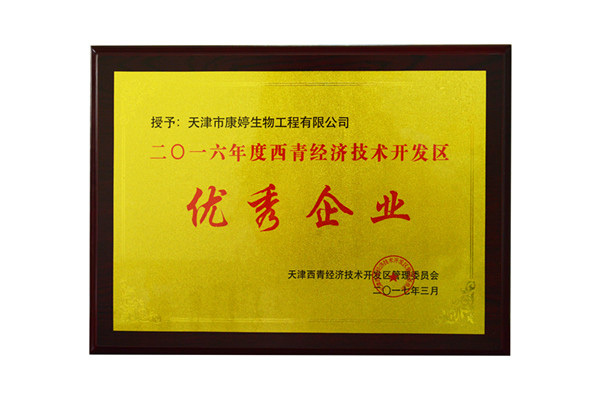 授予：天津市康婷生物工程有限公司
二〇一六年度西青经济技术开发区
优秀企业
天津西青经济技术开发区管理委员会
二〇一七年三月